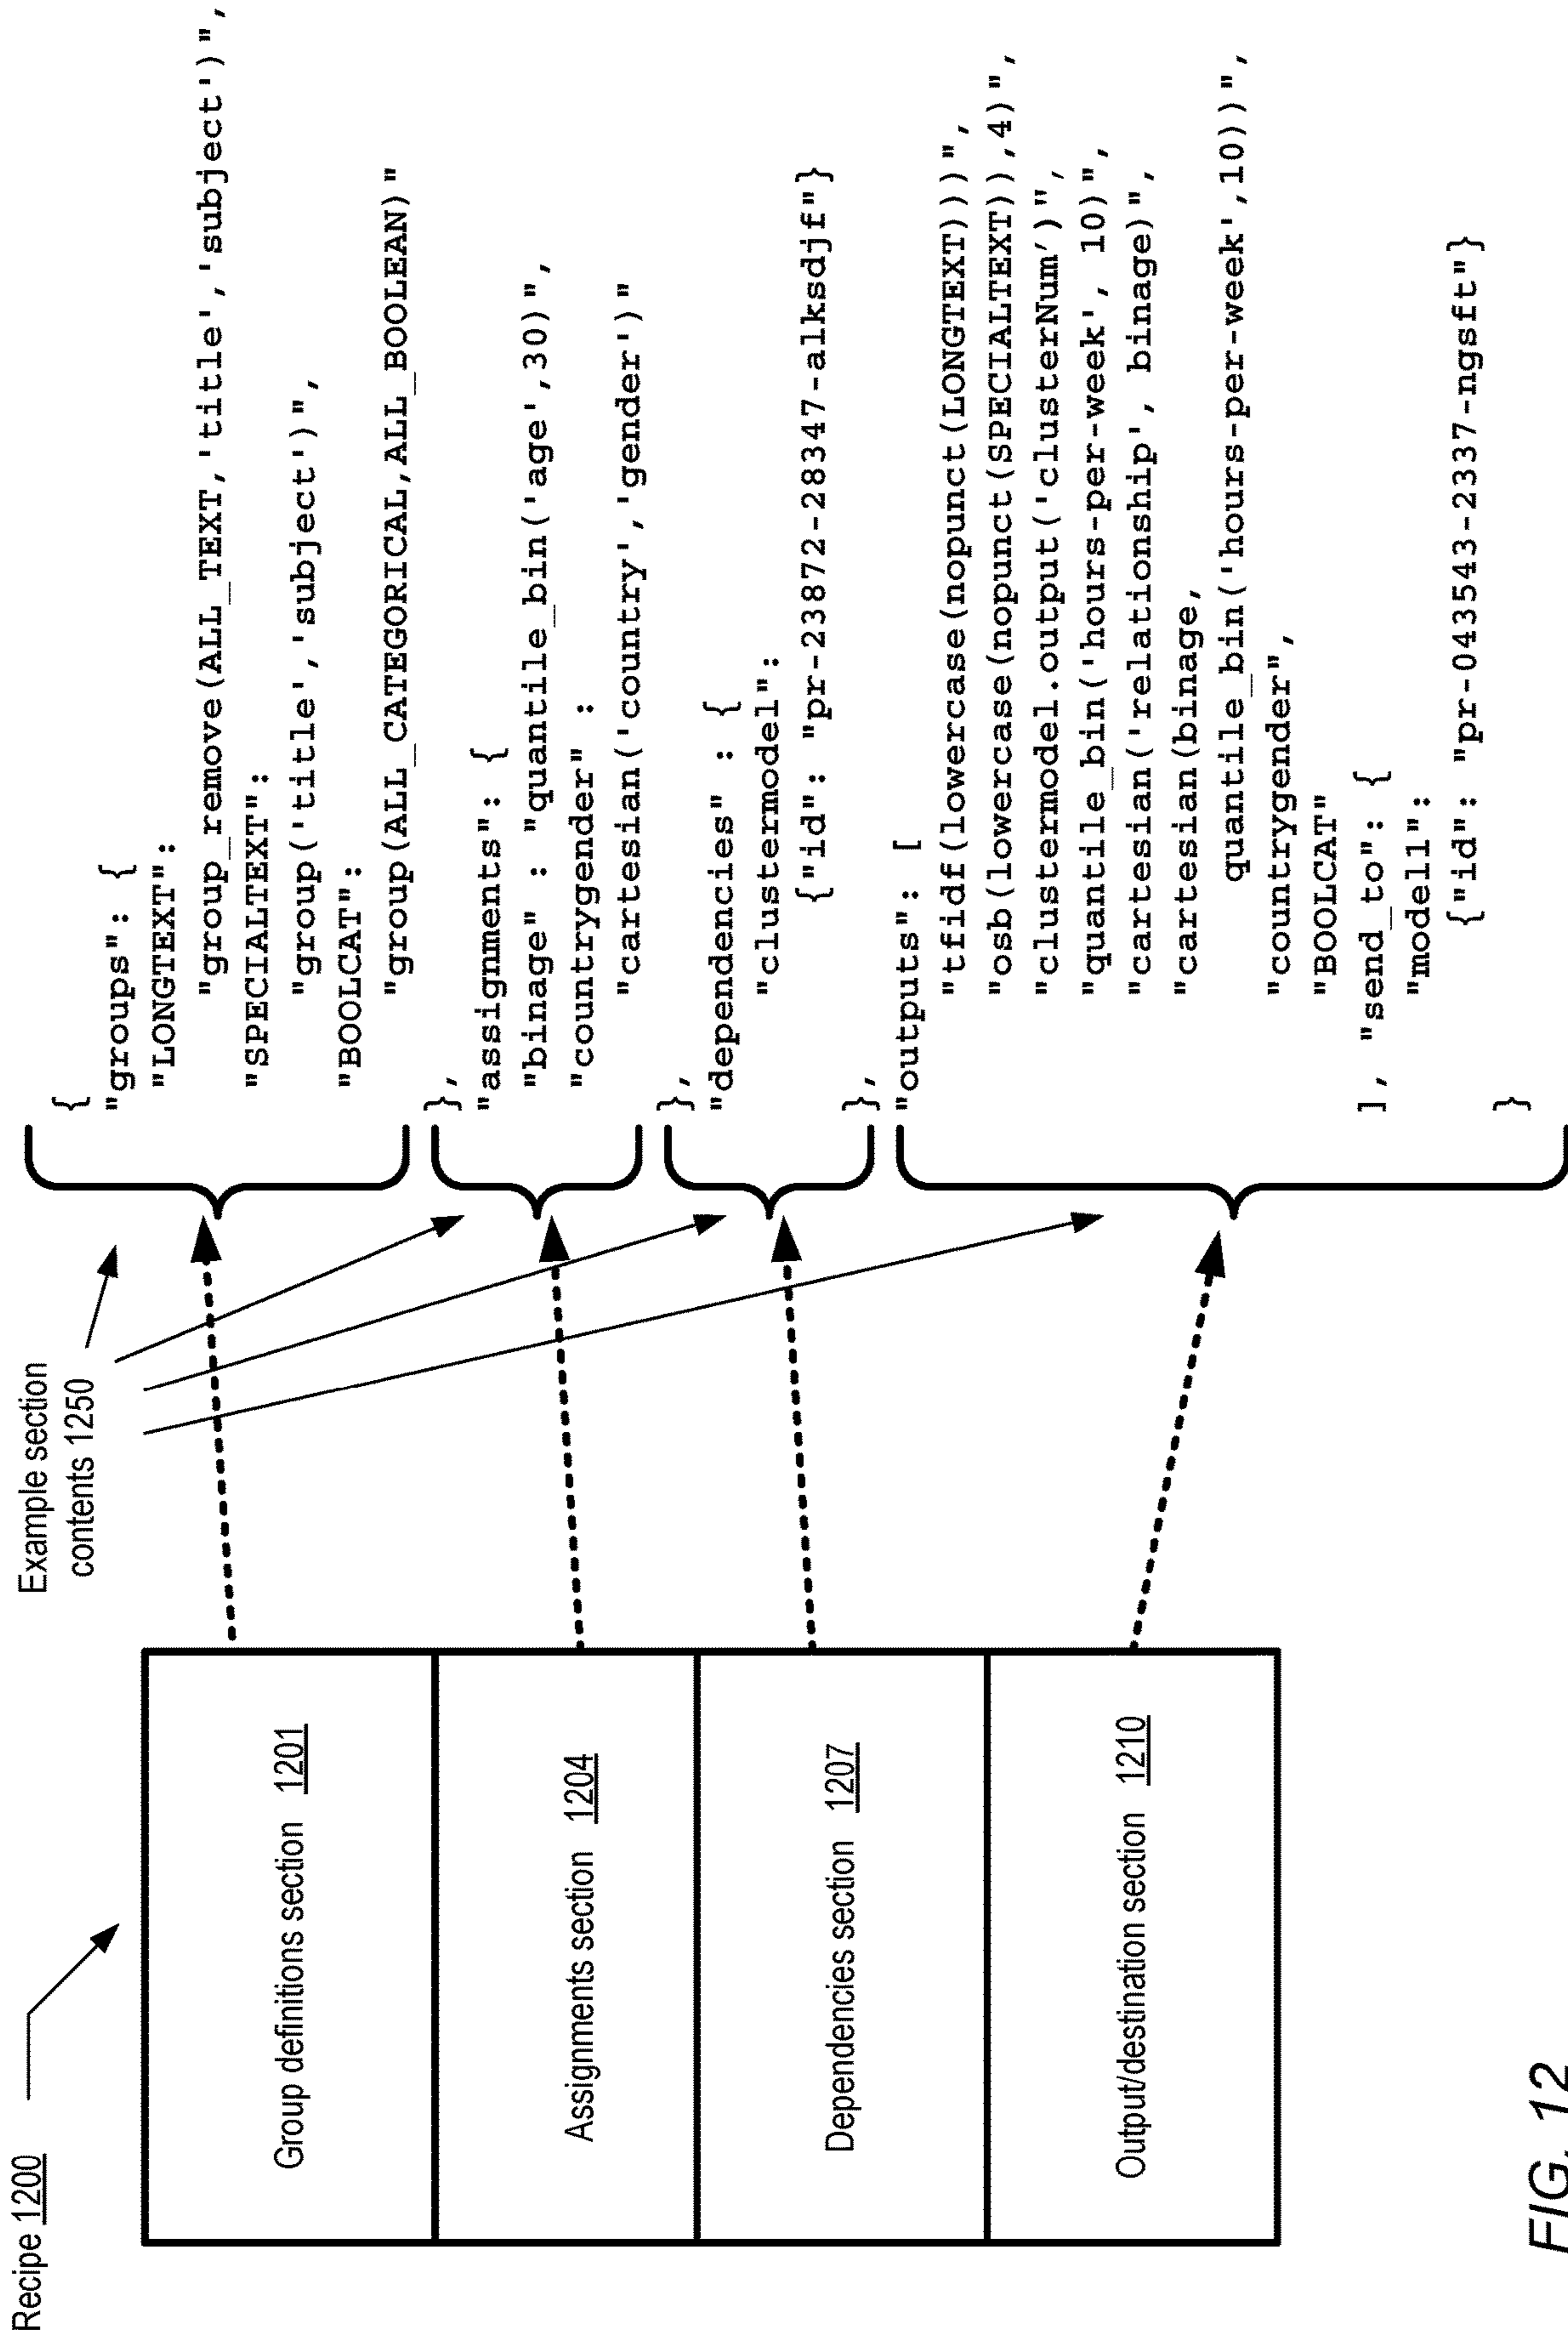 Recipe 1200
Group definitions section 1201
Assignments section 1204
Dependencies section 1207
Output/destination section 1210
Example section
contents 1250
{
"groups": {
"LONGTEXT":
"group_remove(ALL_TEXT,'title','subject')",
"SPECIALTEXT":
"group('title','subject')",
"BOOLCAT":
"group(ALL_CATEGORICAL,ALL_BOOLEAN)"
},
"assignments": {
"binage" : "quantile_bin('age',30)",
"countrygender" :
"cartesian('country','gender')"
},
"dependencies" : {
"clustermodel":
{"id": "pr-23872-28347-alksdjf"}
},
"outputs": [
"tfidf(lowercase(nopunct(LONGTEXT)))",
"osb(lowercase(nopunct(SPECIALTEXT)),4)",
"clustermodel.output('clusterNum')",
"quantile_bin('hours-per-week', 10)",
"cartesian('relationship', binage)",
"cartesian(binage,
quantile_bin('hours-per-week',10))",
"countrygender",
"BOOLCAT"
], "send_to": {
"model1":
{"id": "pr-043543-2337-ngsft"}
}
FIG. 12